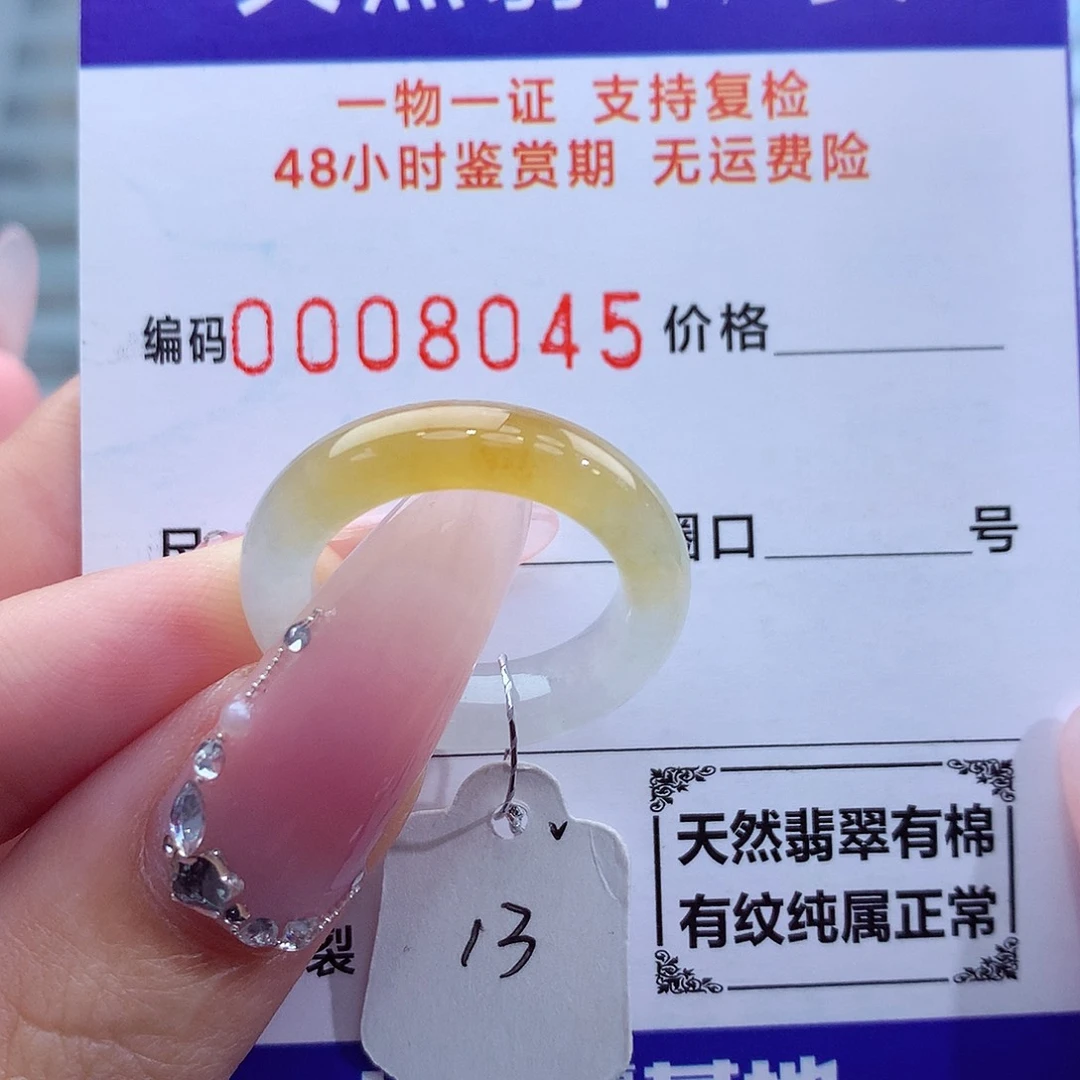 一物一证 支持复检
48小时鉴赏期 无运费险
编码0008045 价格
圈口 号
天然翡翠有棉
有纹纯属正常
裂
13